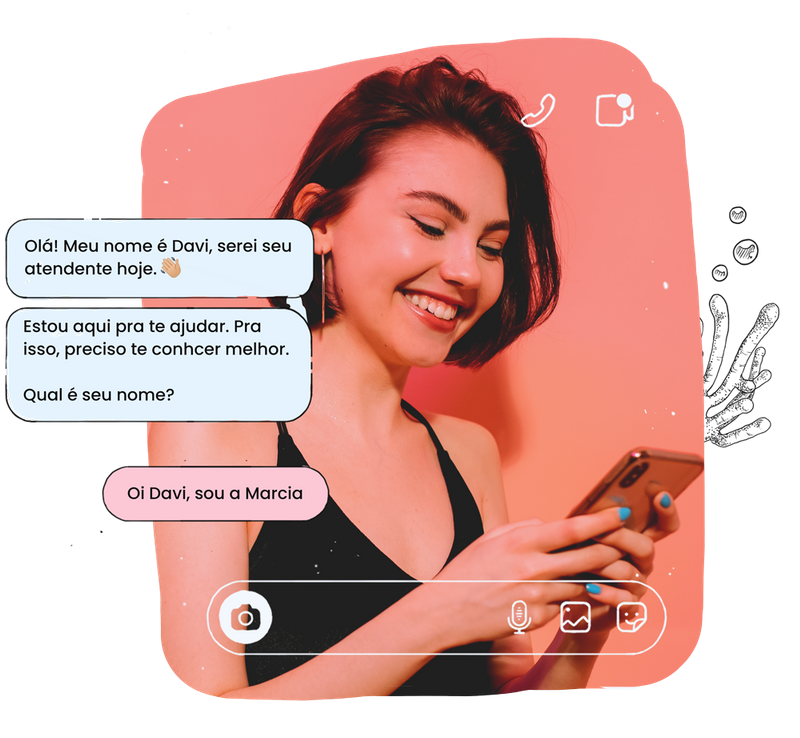 Olá! Meu nome é Davi, serei seu
atendente hoje. 👋🏼
Estou aqui pra te ajudar. Pra
isso, preciso te conhcer melhor.
Qual é seu nome?
Oi Davi, sou a Marcia